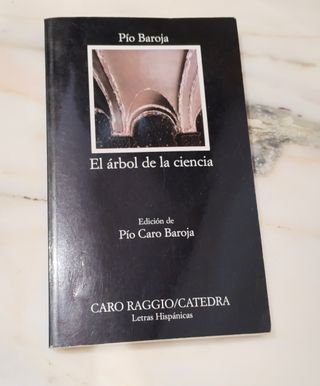 Pío Baroja
El árbol de la ciencia
Edición de
Pío Caro Baroja
CARO RAGGIO/CATEDRA
Letras Hispánicas